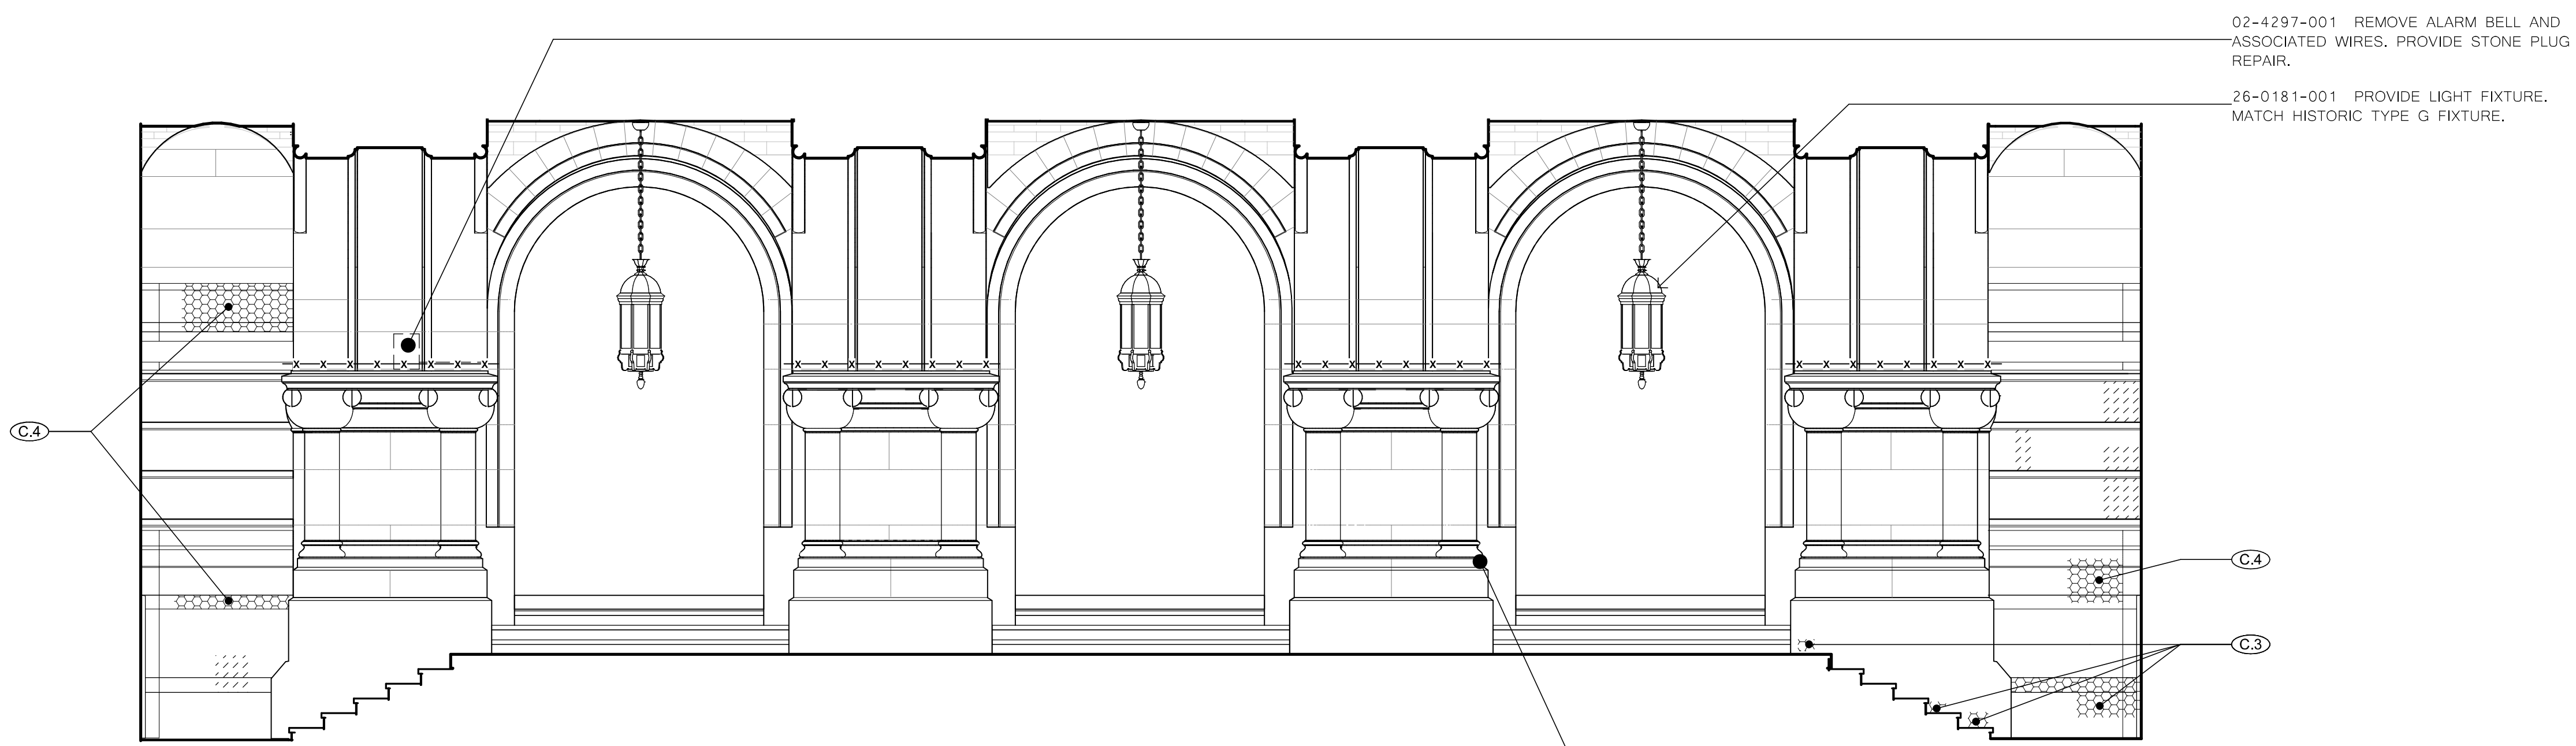 02-4297-001 REMOVE ALARM BELL AND
ASSOCIATED WIRES. PROVIDE STONE PLUG
REPAIR.
26-0181-001 PROVIDE LIGHT FIXTURE.
MATCH HISTORIC TYPE G FIXTURE.
X X X X X X X X X X X X X X X X X X X X X X X X X X X X X X X X
C.4
C.4
C.3